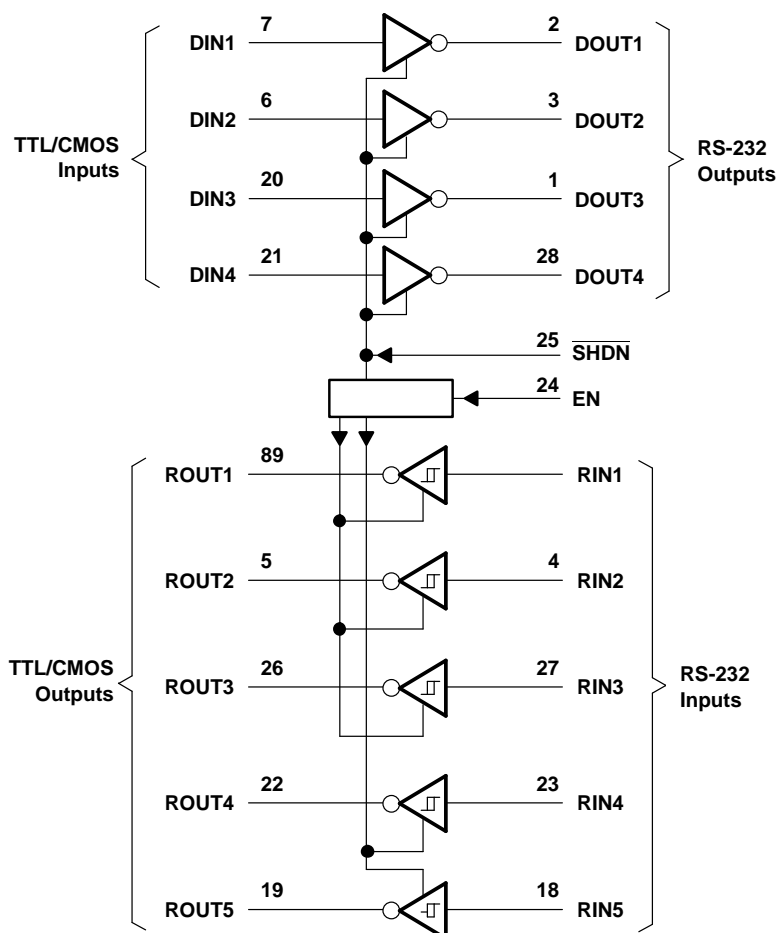 DIN1 7 2 DOUT1
DIN2 6 3 DOUT2
TTL/CMOS
Inputs
RS-232
Outputs
DIN3 20 1 DOUT3
DIN4 21 28 DOUT4
25 SHDN
24 EN
ROUT1 89 RIN1
ROUT2 5 4 RIN2
TTL/CMOS
Outputs
ROUT3 26 27 RIN3
RS-232
Inputs
ROUT4 22 23 RIN4
ROUT5 19 18 RIN5